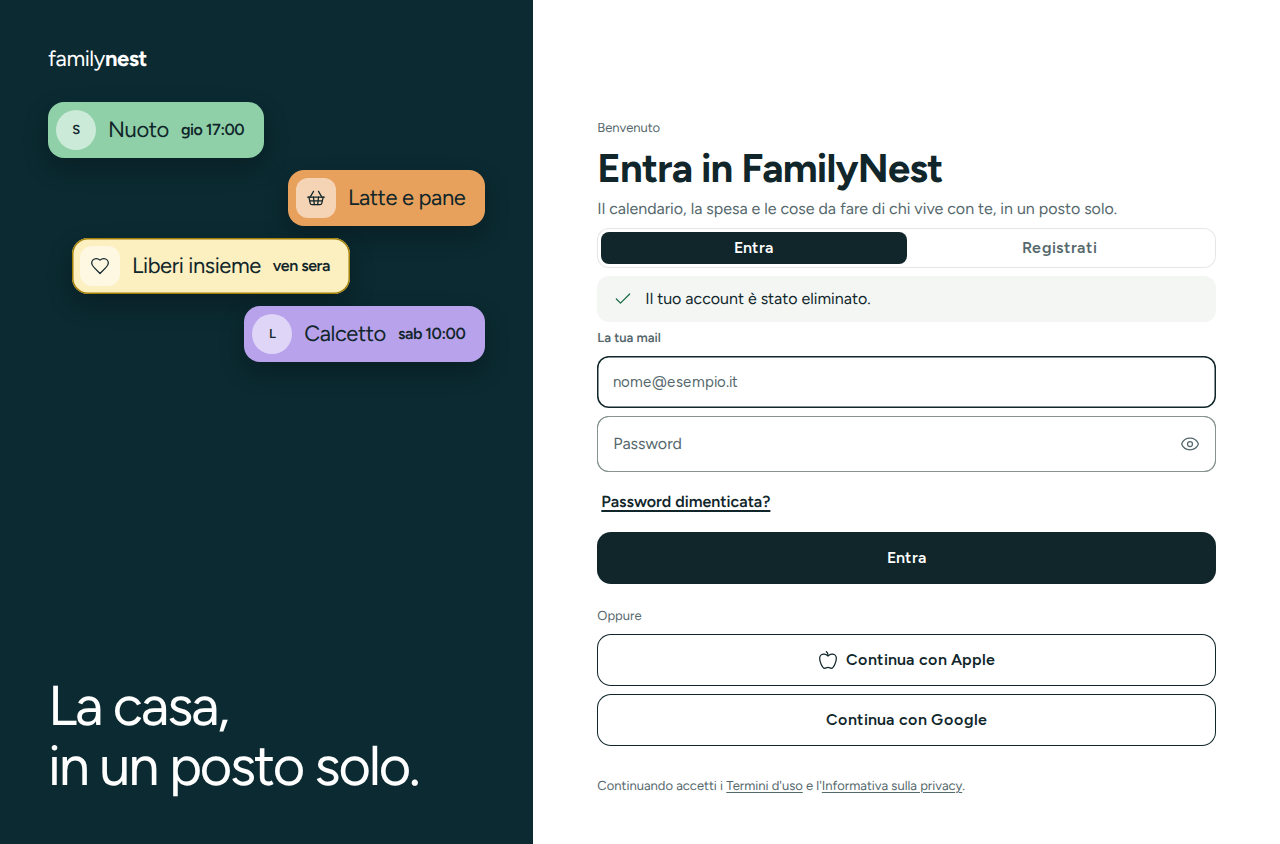 familynest
S Nuoto gio 17:00
Latte e pane
Liberi insieme ven sera
L Calcetto sab 10:00
La casa,
in un posto solo.
Benvenuto
Entra in FamilyNest
Il calendario, la spesa e le cose da fare di chi vive con te, in un posto solo.
Entra Registrati
Il tuo account è stato eliminato.
La tua mail
nome@esempio.it
Password
Password dimenticata?
Entra
Oppure
Continua con Apple
Continua con Google
Continuando accetti i Termini d'uso e l'Informativa sulla privacy.